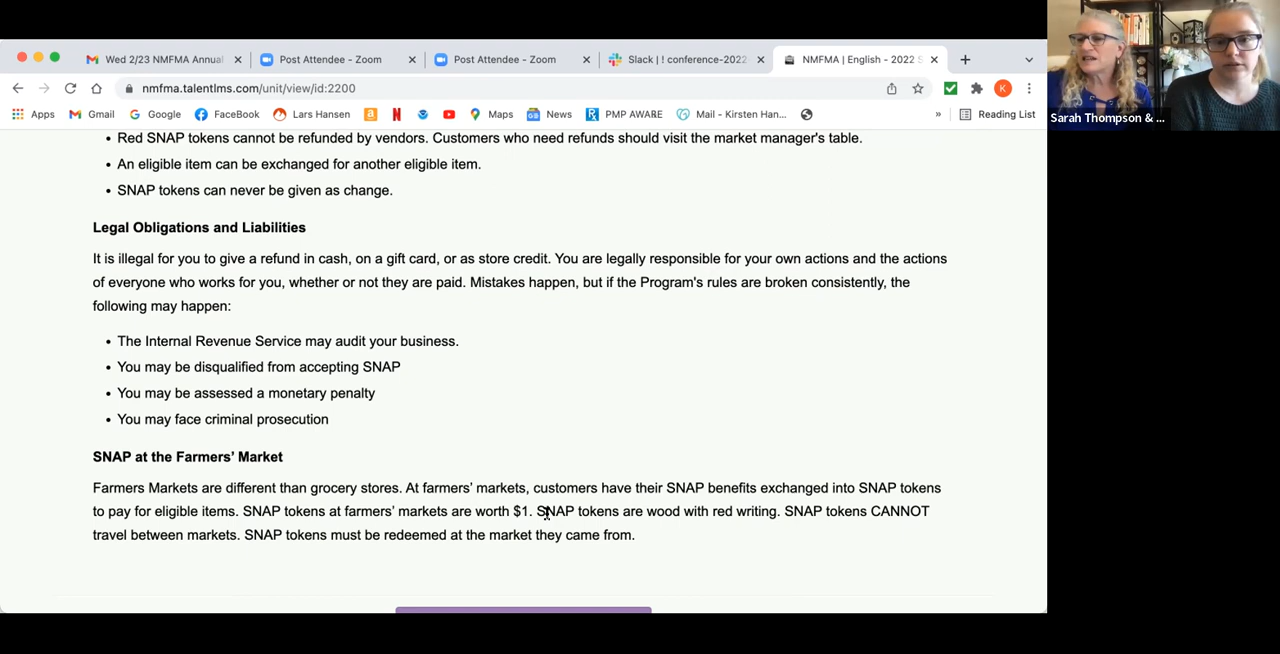 Wed 2/23 NMFMA Annual
Post Attendee - Zoom
Post Attendee - Zoom
Slack | ! conference-2022
NMFMA | English - 2022 S
nmfma.talentlms.com/unit/view/id:2200
K
Apps
Gmail
Google
FaceBook
Lars Hansen
Maps
News
PMP AWARE
Mail - Kirsten Han...
»
Reading List
Sarah Thompson & ...
• Red SNAP tokens cannot be refunded by vendors. Customers who need refunds should visit the market manager's table.
• An eligible item can be exchanged for another eligible item.
• SNAP tokens can never be given as change.
Legal Obligations and Liabilities
It is illegal for you to give a refund in cash, on a gift card, or as store credit. You are legally responsible for your own actions and the actions
of everyone who works for you, whether or not they are paid. Mistakes happen, but if the Program's rules are broken consistently, the
following may happen:
• The Internal Revenue Service may audit your business.
• You may be disqualified from accepting SNAP
• You may be assessed a monetary penalty
• You may face criminal prosecution
SNAP at the Farmers' Market
Farmers Markets are different than grocery stores. At farmers' markets, customers have their SNAP benefits exchanged into SNAP tokens
to pay for eligible items. SNAP tokens at farmers' markets are worth $1. SNAP tokens are wood with red writing. SNAP tokens CANNOT
travel between markets. SNAP tokens must be redeemed at the market they came from.